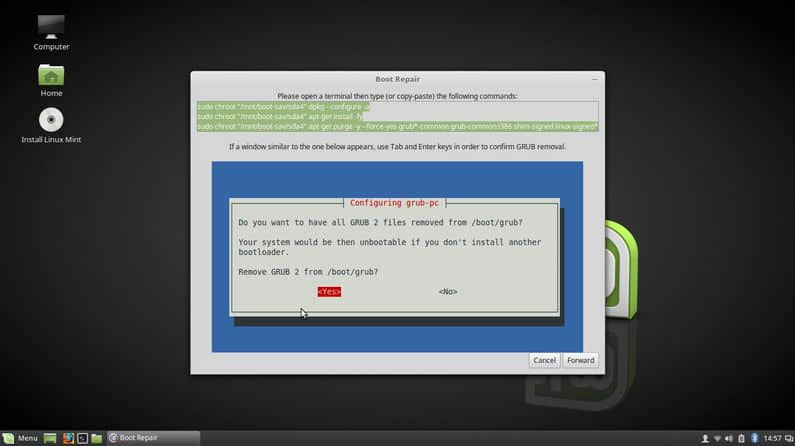 Computer
Home
Install Linux Mint
Boot Repair
Please open a terminal then type (or copy-paste) the following commands:
sudo chroot "/mnt/boot-sav/sda4" dpkg --configure -a
sudo chroot "/mnt/boot-sav/sda4" apt-get install -fy
sudo chroot "/mnt/boot-sav/sda4" apt-get purge -y --force-yes grub*-common grub-common:i386 shim-signed linux-signed*
If a window similar to the one below appears, use Tab and Enter keys in order to confirm GRUB removal.
Configuring grub-pc
Do you want to have all GRUB 2 files removed from /boot/grub?
Your system would be then unbootable if you don't install another
bootloader.
Remove GRUB 2 from /boot/grub?
<Yes> <No>
Cancel Forward
Menu Boot Repair 14:57